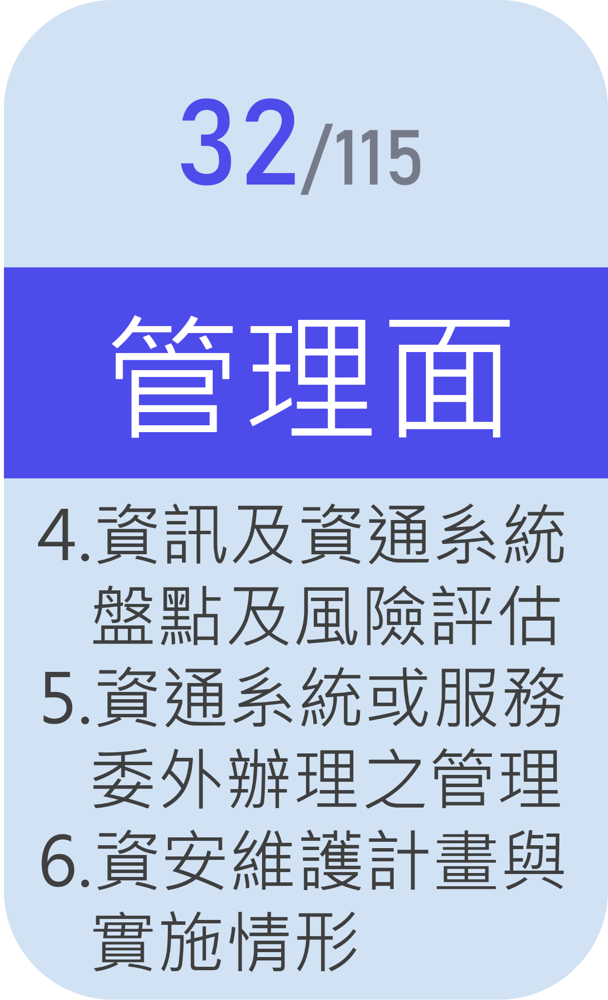 32/115
管理面
4.資訊及資通系統
盤點及風險評估
5.資通系統或服務
委外辦理之管理
6.資安維護計畫與
實施情形